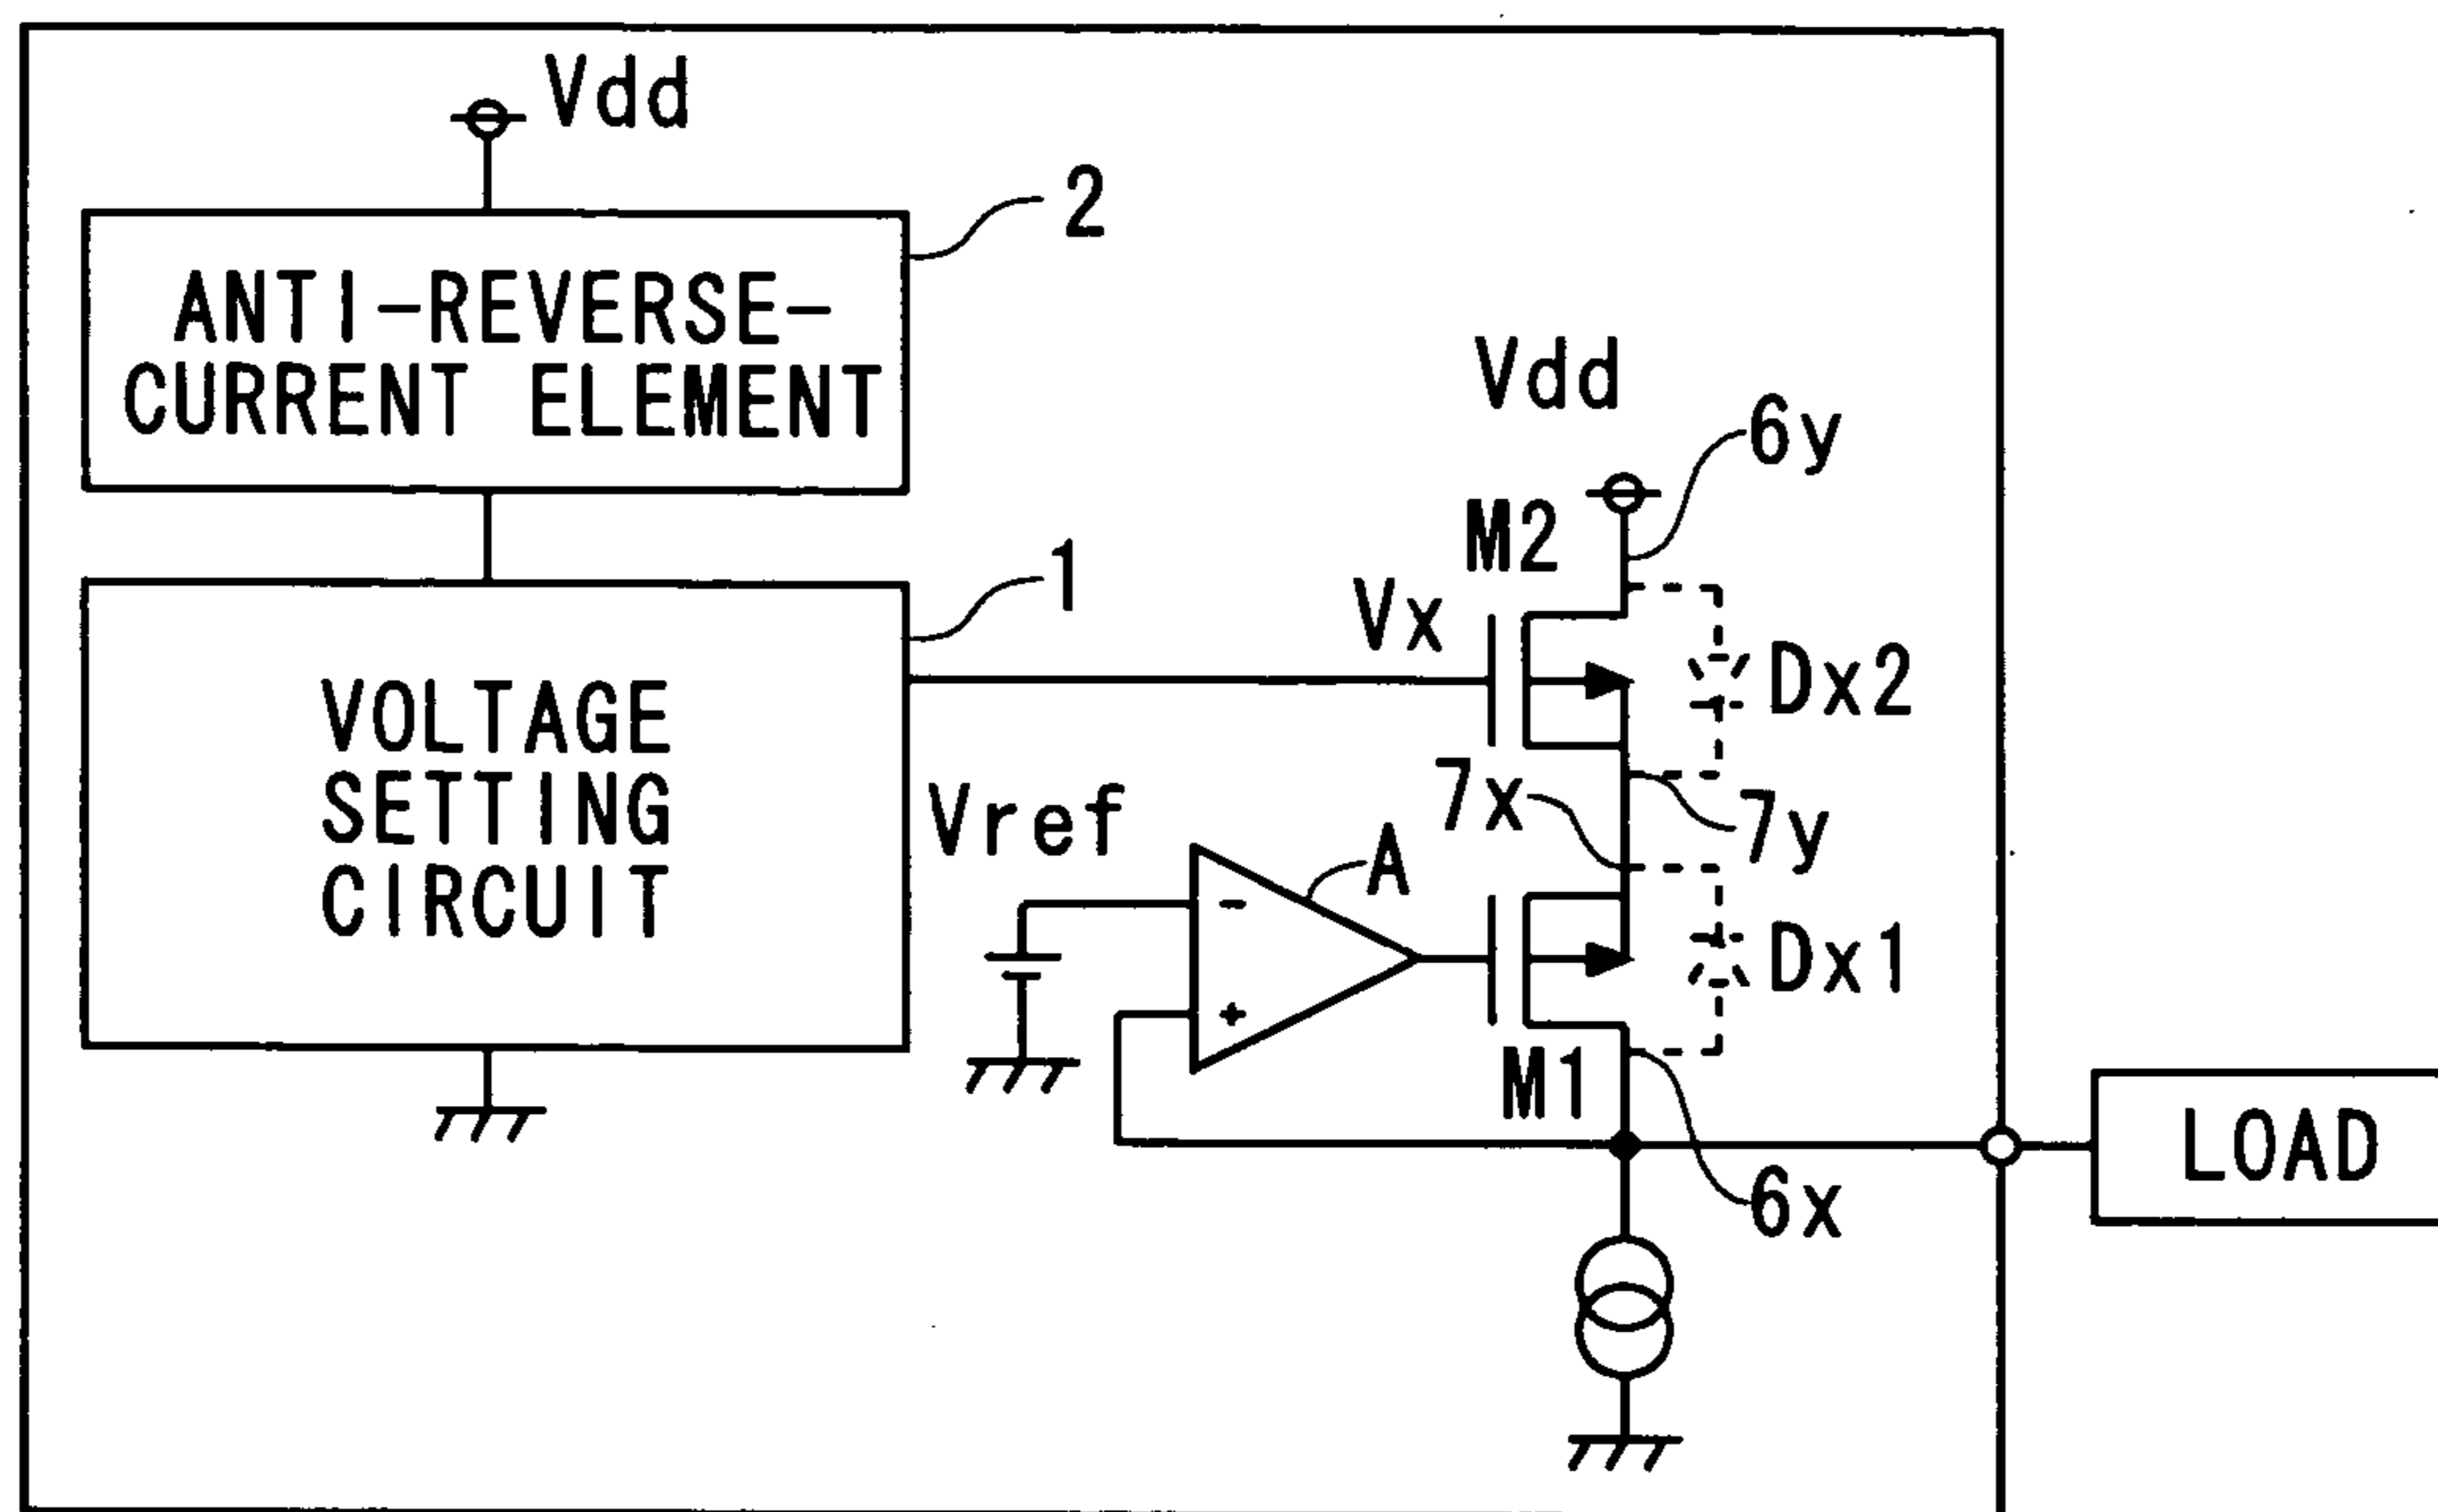 Vdd
2
ANTI-REVERSE-
CURRENT ELEMENT
Vdd
6y
M2
1
Vx
Dx2
VOLTAGE
SETTING
CIRCUIT
Vref
7x
7y
A
-
Dx1
+
M1
LOAD
6x